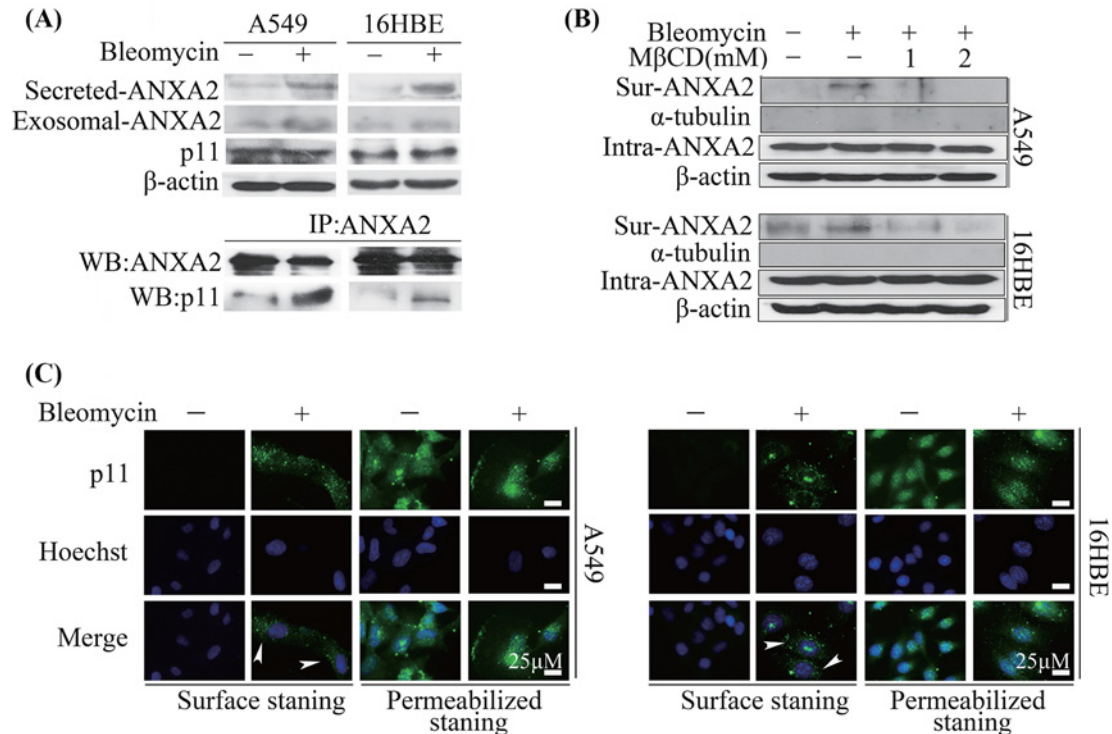 (A)
A549 16HBE
Bleomycin − + − +
Secreted-ANXA2
Exosomal-ANXA2
p11
β-actin
IP:ANXA2
WB:ANXA2
WB:p11
(B)
Bleomycin − + + +
MβCD(mM) − − 1 2
Sur-ANXA2
α-tubulin
Intra-ANXA2
β-actin
A549
Sur-ANXA2
α-tubulin
Intra-ANXA2
β-actin
16HBE
(C)
Bleomycin − + − +
p11
Hoechst
Merge
25μM
Surface staning Permeabilized
staning
A549
− + − +
25μM
Surface staning Permeabilized
staning
16HBE